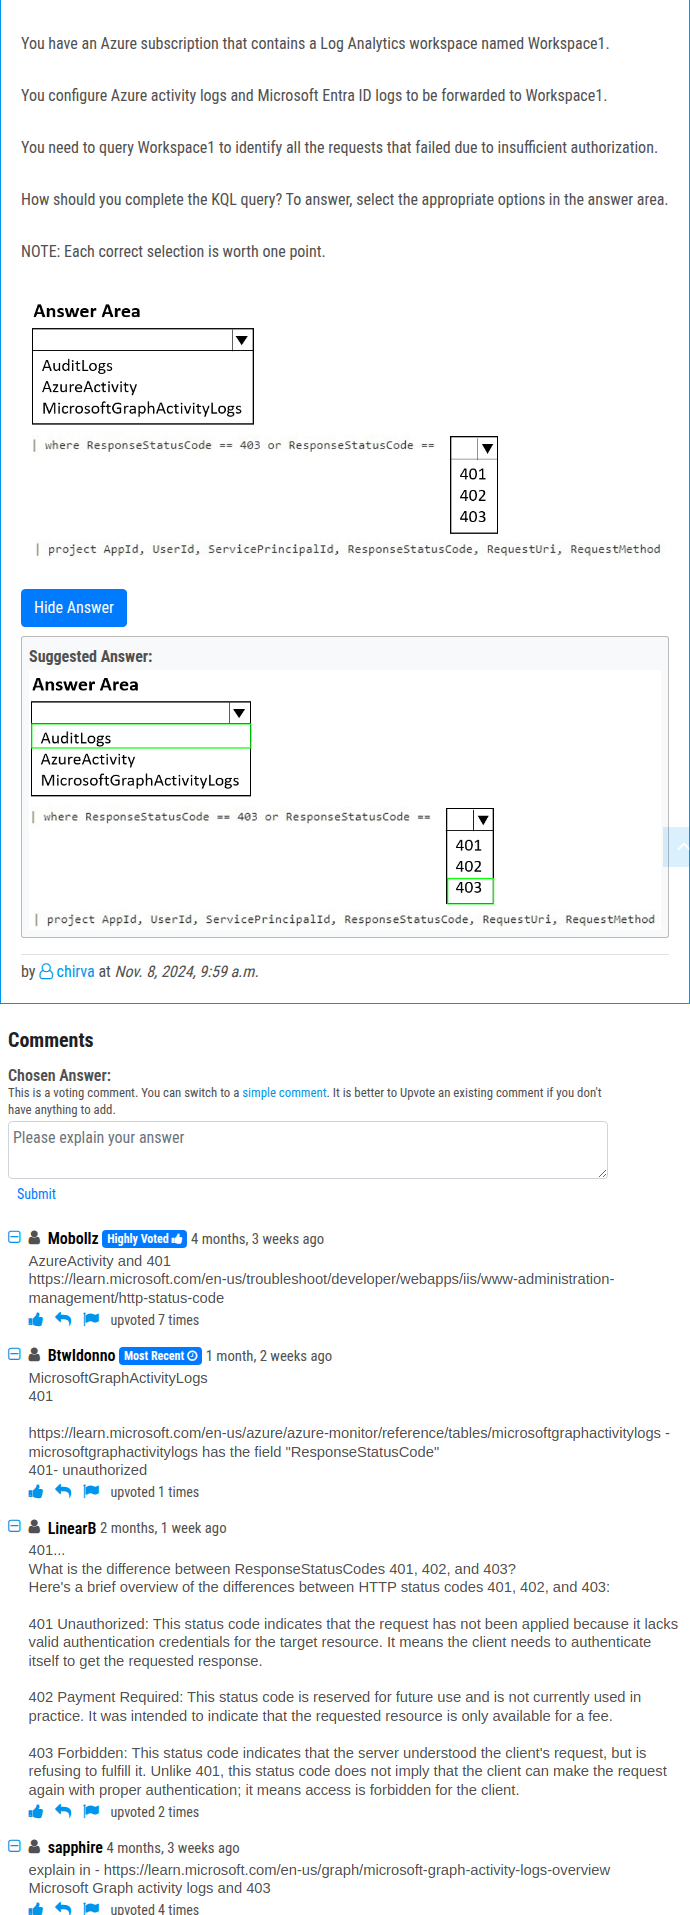 You have an Azure subscription that contains a Log Analytics workspace named Workspace1.
You configure Azure activity logs and Microsoft Entra ID logs to be forwarded to Workspace1.
You need to query Workspace1 to identify all the requests that failed due to insufficient authorization.
How should you complete the KQL query? To answer, select the appropriate options in the answer area.
NOTE: Each correct selection is worth one point.
Answer Area
AuditLogs
AzureActivity
MicrosoftGraphActivityLogs
| where ResponseStatusCode == 403 or ResponseStatusCode ==
401
402
403
| project AppId, UserId, ServicePrincipalId, ResponseStatusCode, RequestUri, RequestMethod
Hide Answer
Suggested Answer:
Answer Area
AuditLogs
AzureActivity
MicrosoftGraphActivityLogs
| where ResponseStatusCode == 403 or ResponseStatusCode ==
401
402
403
| project AppId, UserId, ServicePrincipalId, ResponseStatusCode, RequestUri, RequestMethod
by chirva at Nov. 8, 2024, 9:59 a.m.
Comments
Chosen Answer:
This is a voting comment. You can switch to a simple comment. It is better to Upvote an existing comment if you don't
have anything to add.
Please explain your answer
Submit
Mobollz Highly Voted 4 months, 3 weeks ago
AzureActivity and 401
https://learn.microsoft.com/en-us/troubleshoot/developer/webapps/iis/www-administration-
management/http-status-code
upvoted 7 times
BtwIdonno Most Recent 1 month, 2 weeks ago
MicrosoftGraphActivityLogs
401
https://learn.microsoft.com/en-us/azure/azure-monitor/reference/tables/microsoftgraphactivitylogs -
microsoftgraphactivitylogs has the field "ResponseStatusCode"
401- unauthorized
upvoted 1 times
LinearB 2 months, 1 week ago
401...
What is the difference between ResponseStatusCodes 401, 402, and 403?
Here's a brief overview of the differences between HTTP status codes 401, 402, and 403:
401 Unauthorized: This status code indicates that the request has not been applied because it lacks
valid authentication credentials for the target resource. It means the client needs to authenticate
itself to get the requested response.
402 Payment Required: This status code is reserved for future use and is not currently used in
practice. It was intended to indicate that the requested resource is only available for a fee.
403 Forbidden: This status code indicates that the server understood the client's request, but is
refusing to fulfill it. Unlike 401, this status code does not imply that the client can make the request
again with proper authentication; it means access is forbidden for the client.
upvoted 2 times
sapphire 4 months, 3 weeks ago
explain in - https://learn.microsoft.com/en-us/graph/microsoft-graph-activity-logs-overview
Microsoft Graph activity logs and 403
upvoted 4 times